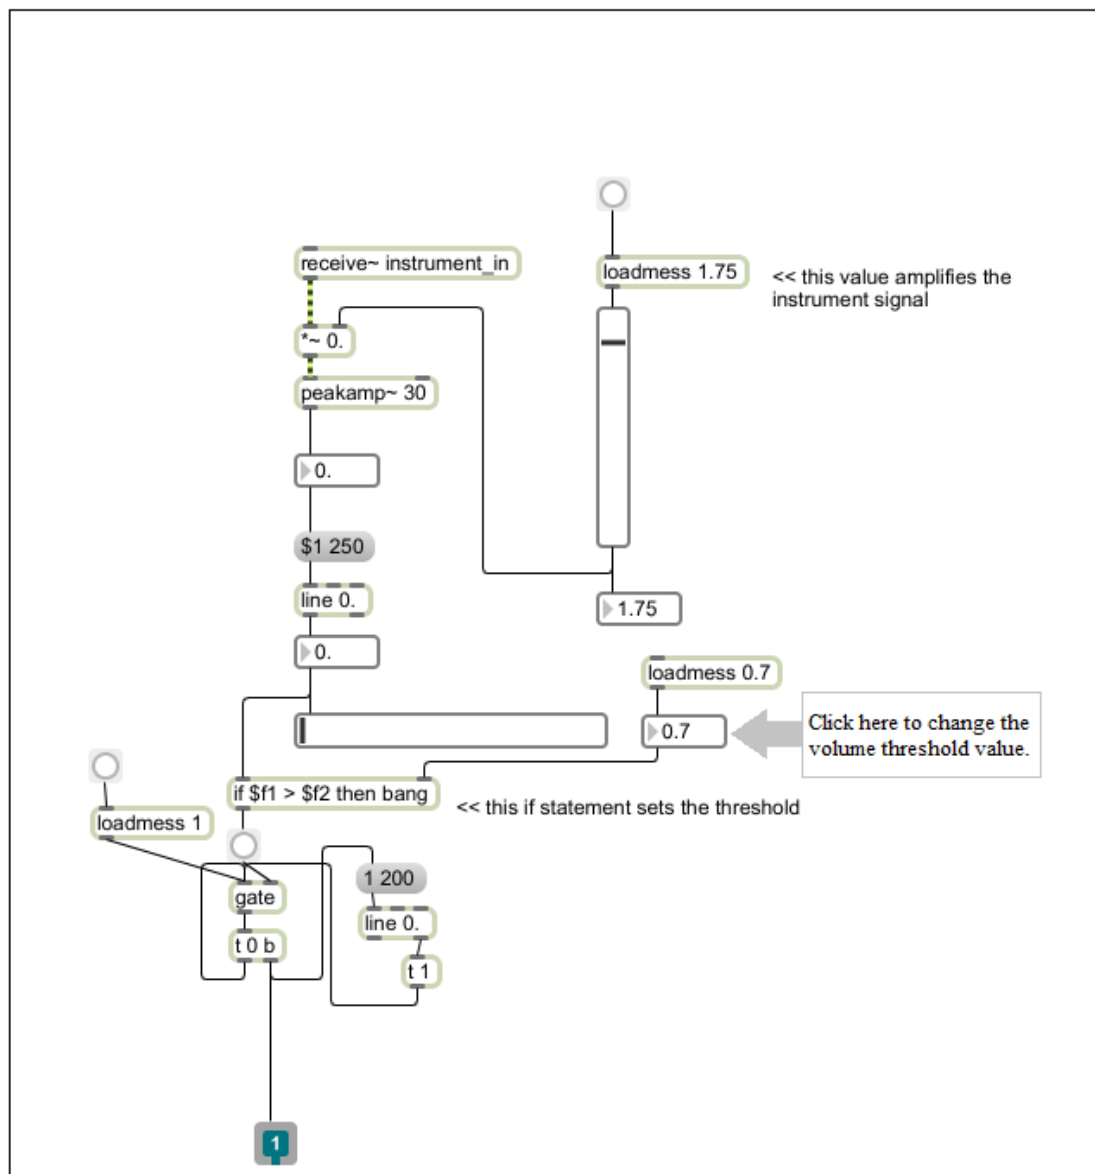 receive~ instrument_in
loadmess 1.75
<< this value amplifies the
instrument signal
*~ 0.
peakamp~ 30
0.
$1 250
line 0.
1.75
0.
loadmess 0.7
0.7
Click here to change the
volume threshold value.
if $f1 > $f2 then bang
<< this if statement sets the threshold
loadmess 1
1 200
gate
line 0.
t 0 b
t 1
1